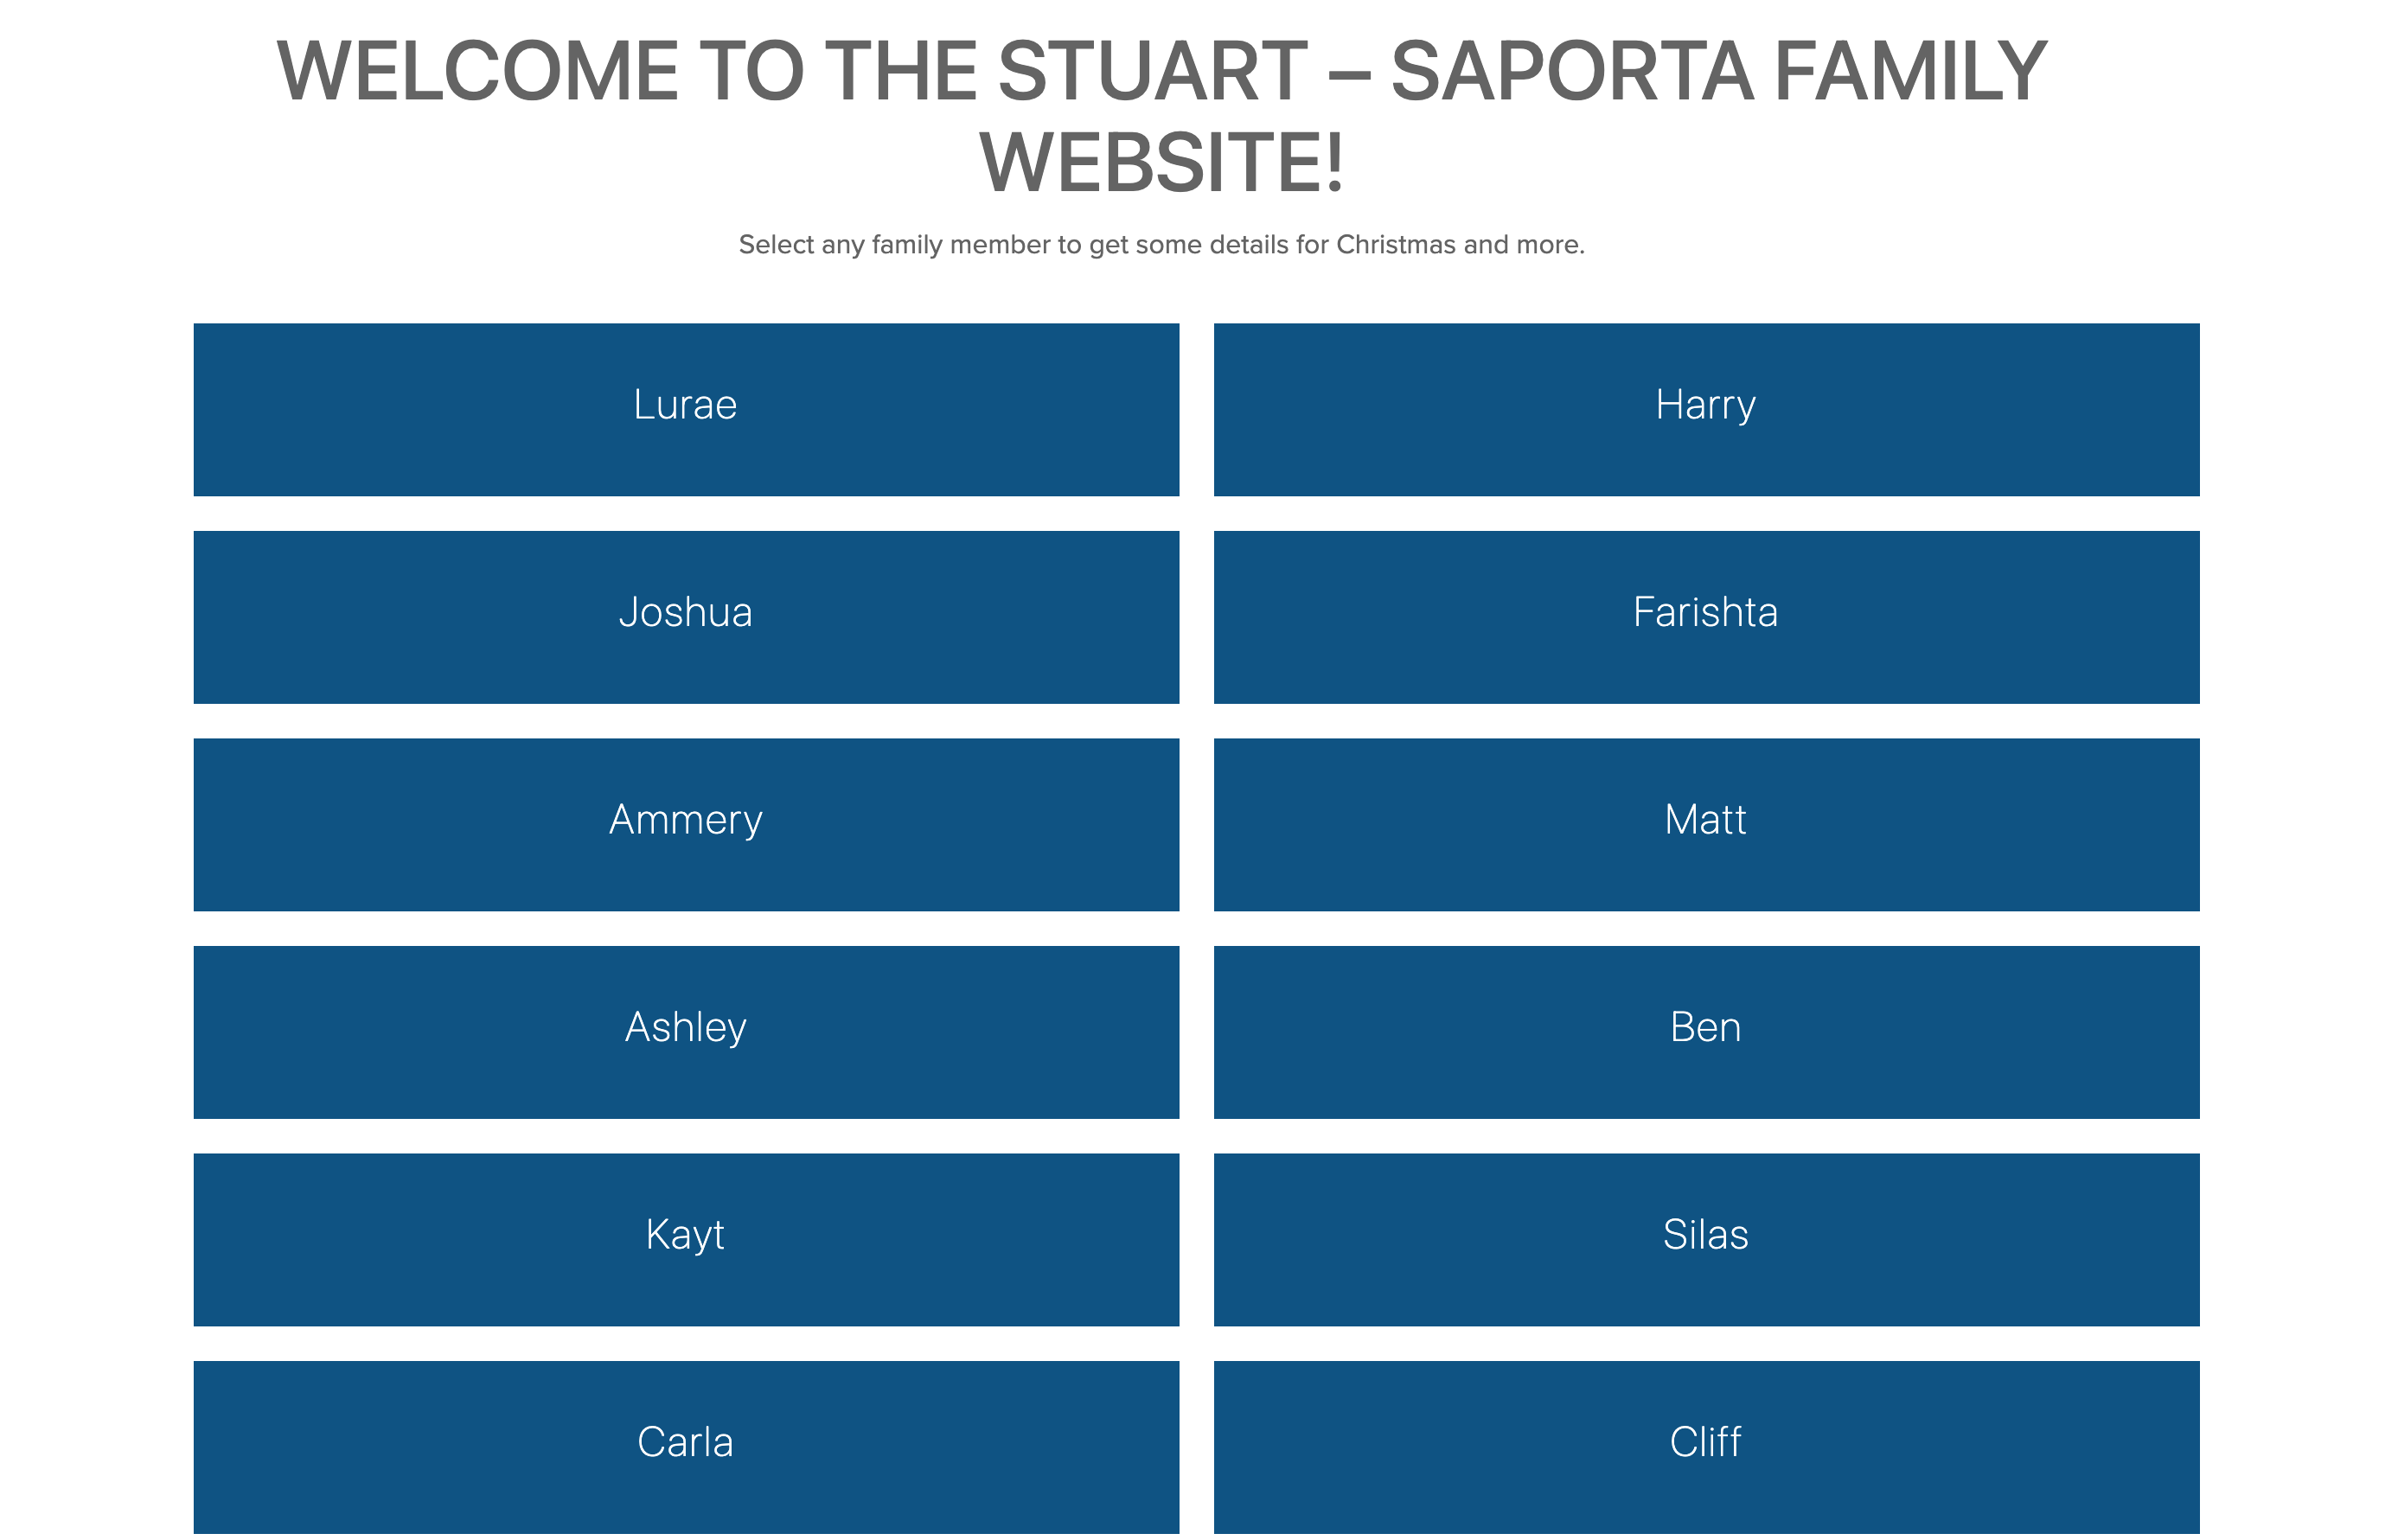 WELCOME TO THE STUART – SAPORTA FAMILY
WEBSITE!
Select any family member to get some details for Christmas and more.
Lurae
Harry
Joshua
Farishta
Ammery
Matt
Ashley
Ben
Kayt
Silas
Carla
Cliff